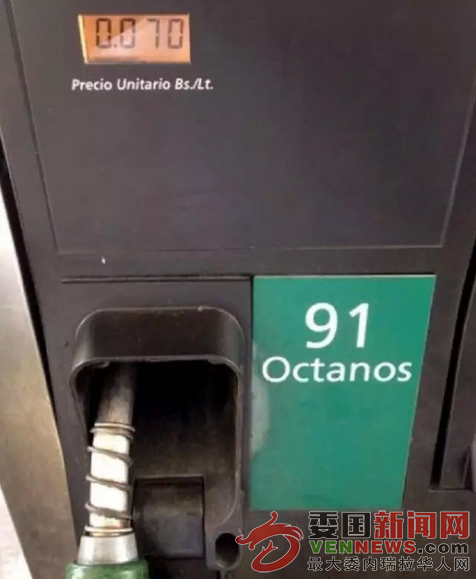 0.070
Precio Unitario Bs./Lt.
91
Octanos
委国新闻网
VENNEWS.COM
最大委内瑞拉华人网